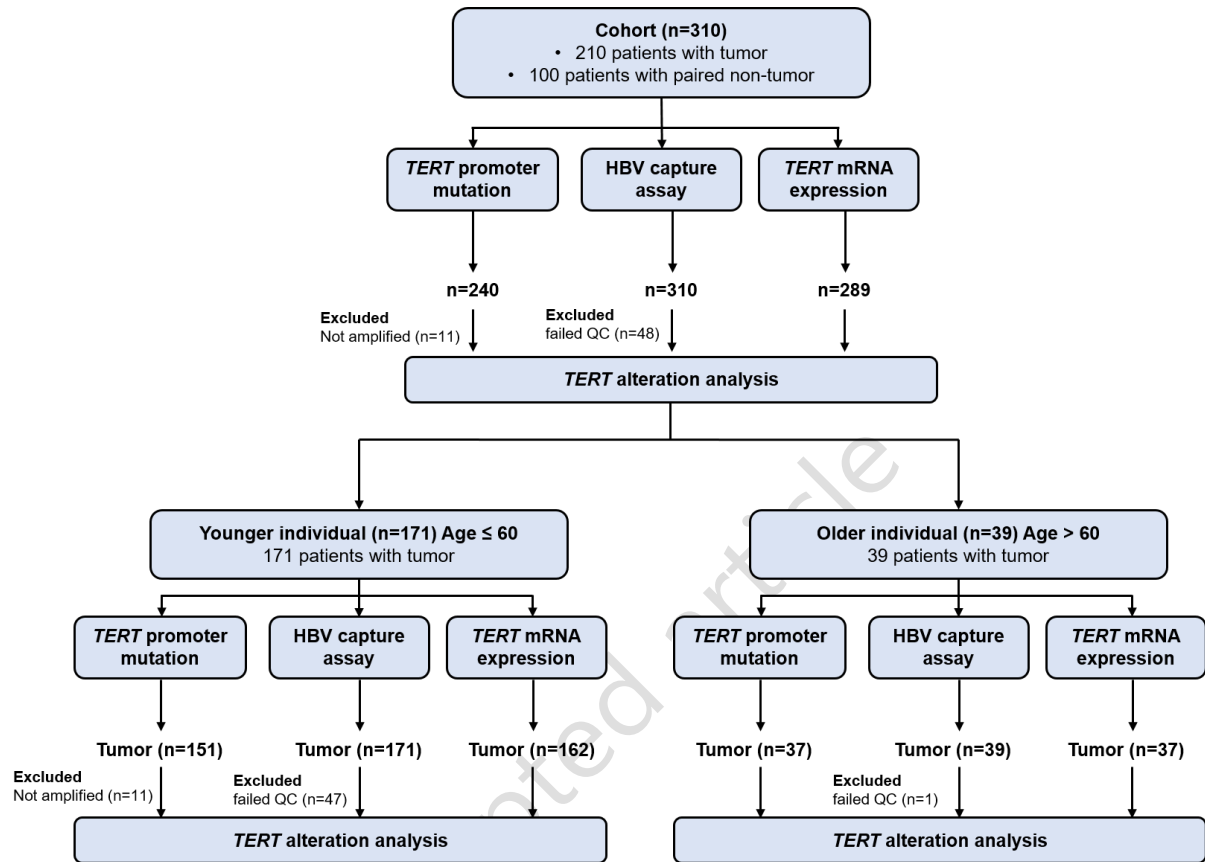 Cohort (n=310)
• 210 patients with tumor
• 100 patients with paired non-tumor
TERT promoter
mutation
HBV capture
assay
TERT mRNA
expression
n=240
n=310
n=289
Excluded
Not amplified (n=11)
Excluded
failed QC (n=48)
TERT alteration analysis
Younger individual (n=171) Age ≤ 60
171 patients with tumor
Older individual (n=39) Age > 60
39 patients with tumor
TERT promoter
mutation
HBV capture
assay
TERT mRNA
expression
TERT promoter
mutation
HBV capture
assay
TERT mRNA
expression
Tumor (n=151)
Tumor (n=171)
Tumor (n=162)
Tumor (n=37)
Tumor (n=39)
Tumor (n=37)
Excluded
Not amplified (n=11)
Excluded
failed QC (n=47)
Excluded
failed QC (n=1)
TERT alteration analysis
TERT alteration analysis
pted article